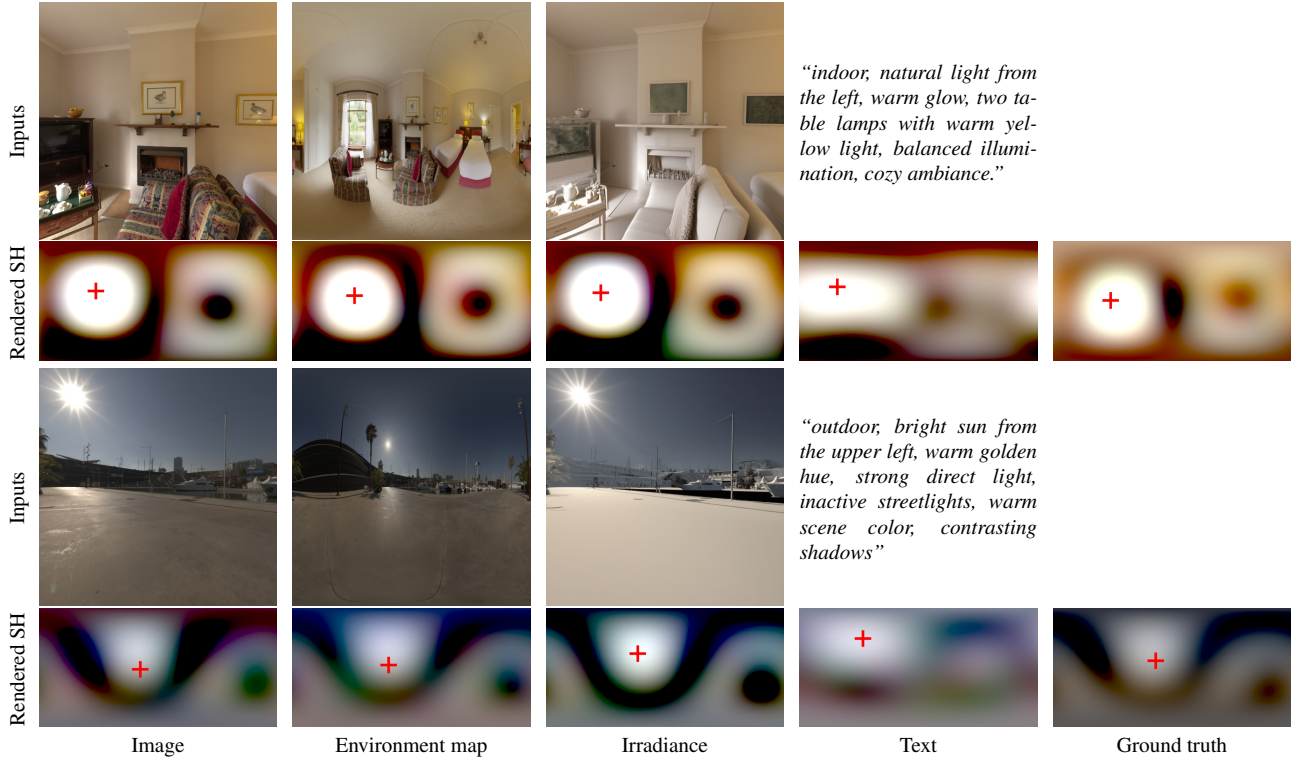 Inputs
“indoor, natural light from
the left, warm glow, two ta-
ble lamps with warm yel-
low light, balanced illumi-
nation, cozy ambiance.”
Rendered SH
Inputs
“outdoor, bright sun from
the upper left, warm golden
hue, strong direct light,
inactive streetlights, warm
scene color, contrasting
shadows”
Rendered SH
Image
Environment map
Irradiance
Text
Ground truth